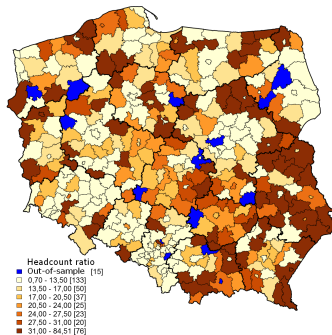 Headcount ratio
Out-of-sample [15]
0,70 - 13,50 [133]
13,50 - 17,00 [50]
17,00 - 20,50 [37]
20,50 - 24,00 [25]
24,00 - 27,50 [23]
27,50 - 31,00 [20]
31,00 - 84,51 [76]